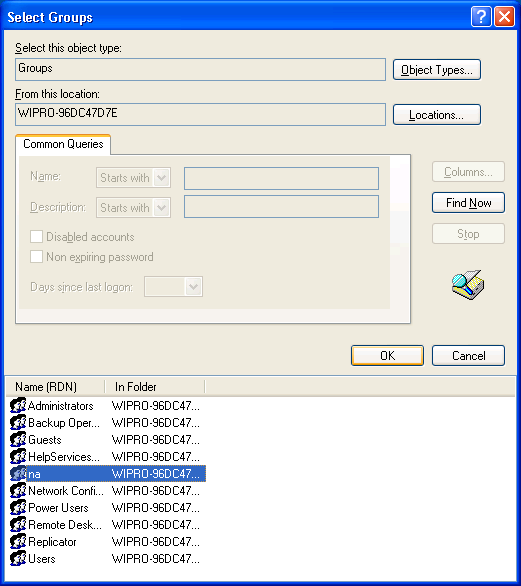 Select Groups
Select this object type:
Groups
Object Types...
From this location:
WIPRO-96DC47D7E
Locations...
Common Queries
Name:
Starts with
Description:
Starts with
Disabled accounts
Non expiring password
Days since last logon:
Columns...
Find Now
Stop
OK
Cancel
Name (RDN) In Folder
Administrators WIPRO-96DC47...
Backup Oper... WIPRO-96DC47...
Guests WIPRO-96DC47...
HelpServices... WIPRO-96DC47...
na WIPRO-96DC47...
Network Confi... WIPRO-96DC47...
Power Users WIPRO-96DC47...
Remote Desk... WIPRO-96DC47...
Replicator WIPRO-96DC47...
Users WIPRO-96DC47...